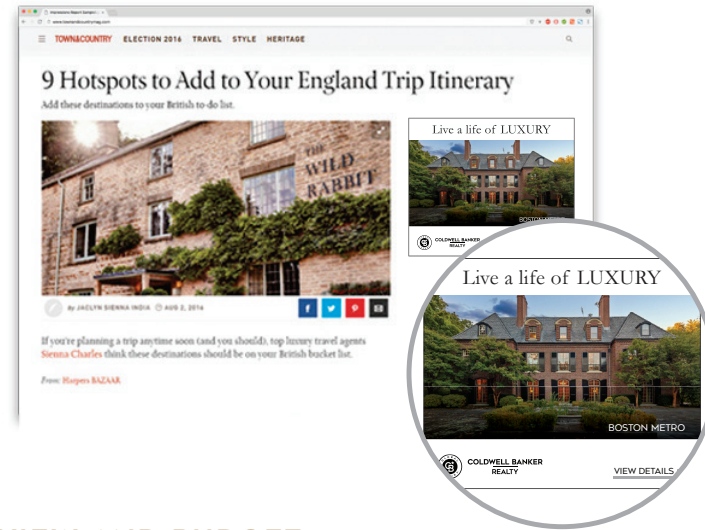 www.townandcountrymag.com
TOWN&COUNTRY ELECTION 2016 TRAVEL STYLE HERITAGE
9 Hotspots to Add to Your England Trip Itinerary
Add these destinations to your British to-do list.
THE
WILD
RABBIT
by JACLYN SIENNA INDIA AUG 2, 2016
If you're planning a trip anytime soon (and you should), top luxury travel agents
Sienna Charles think these destinations should be on your British bucket list.
From: Harpers BAZAAR
Live a life of LUXURY
COLDWELL BANKER
REALTY
Live a life of LUXURY
BOSTON METRO
COLDWELL BANKER
REALTY
VIEW DETAILS